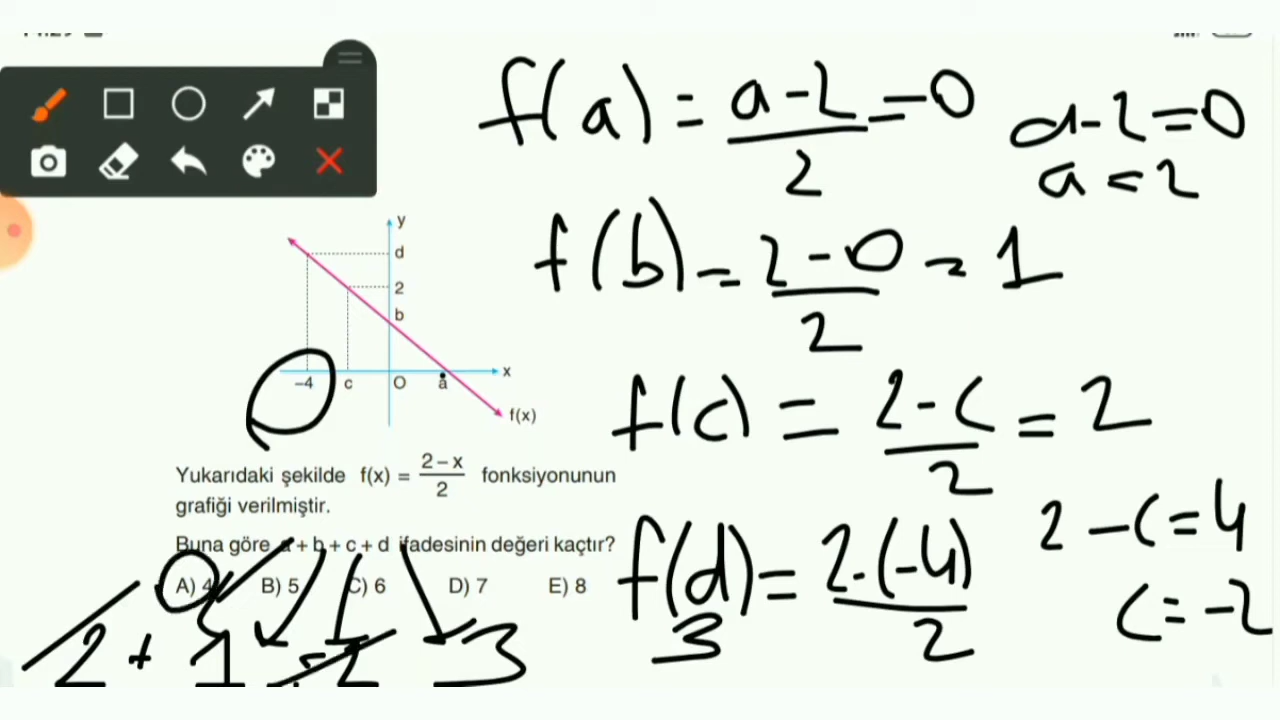 f(a) = a-2/2 = 0
a-2=0
a = 2
f(b) = 2-0/2 = 1
y
d
2
b
-4 c O a x
f(x)
f(c) = 2-c/2 = 2
2-c=4
c=-2
Yukarıdaki şekilde f(x) = 2-x/2 fonksiyonunun
grafiği verilmiştir.
Buna göre a + b + c + d ifadesinin değeri kaçtır?
A) 4 B) 5 C) 6 D) 7 E) 8
f(d) = 2-(-4)/2
3
2 + 1 -2 3